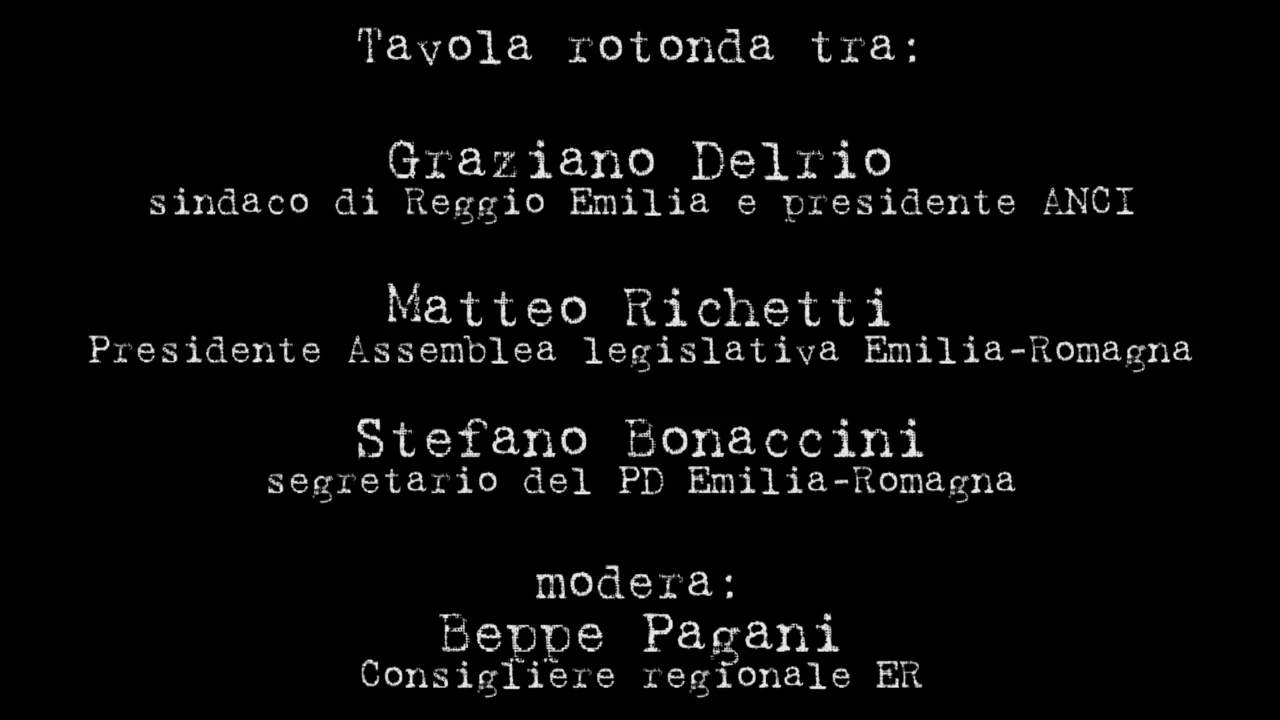 Tavola rotonda tra:
Graziano Delrio
sindaco di Reggio Emilia e presidente ANCI
Matteo Richetti
Presidente Assemblea legislativa Emilia-Romagna
Stefano Bonaccini
segretario del PD Emilia-Romagna
modera:
Beppe Pagani
Consigliere regionale ER